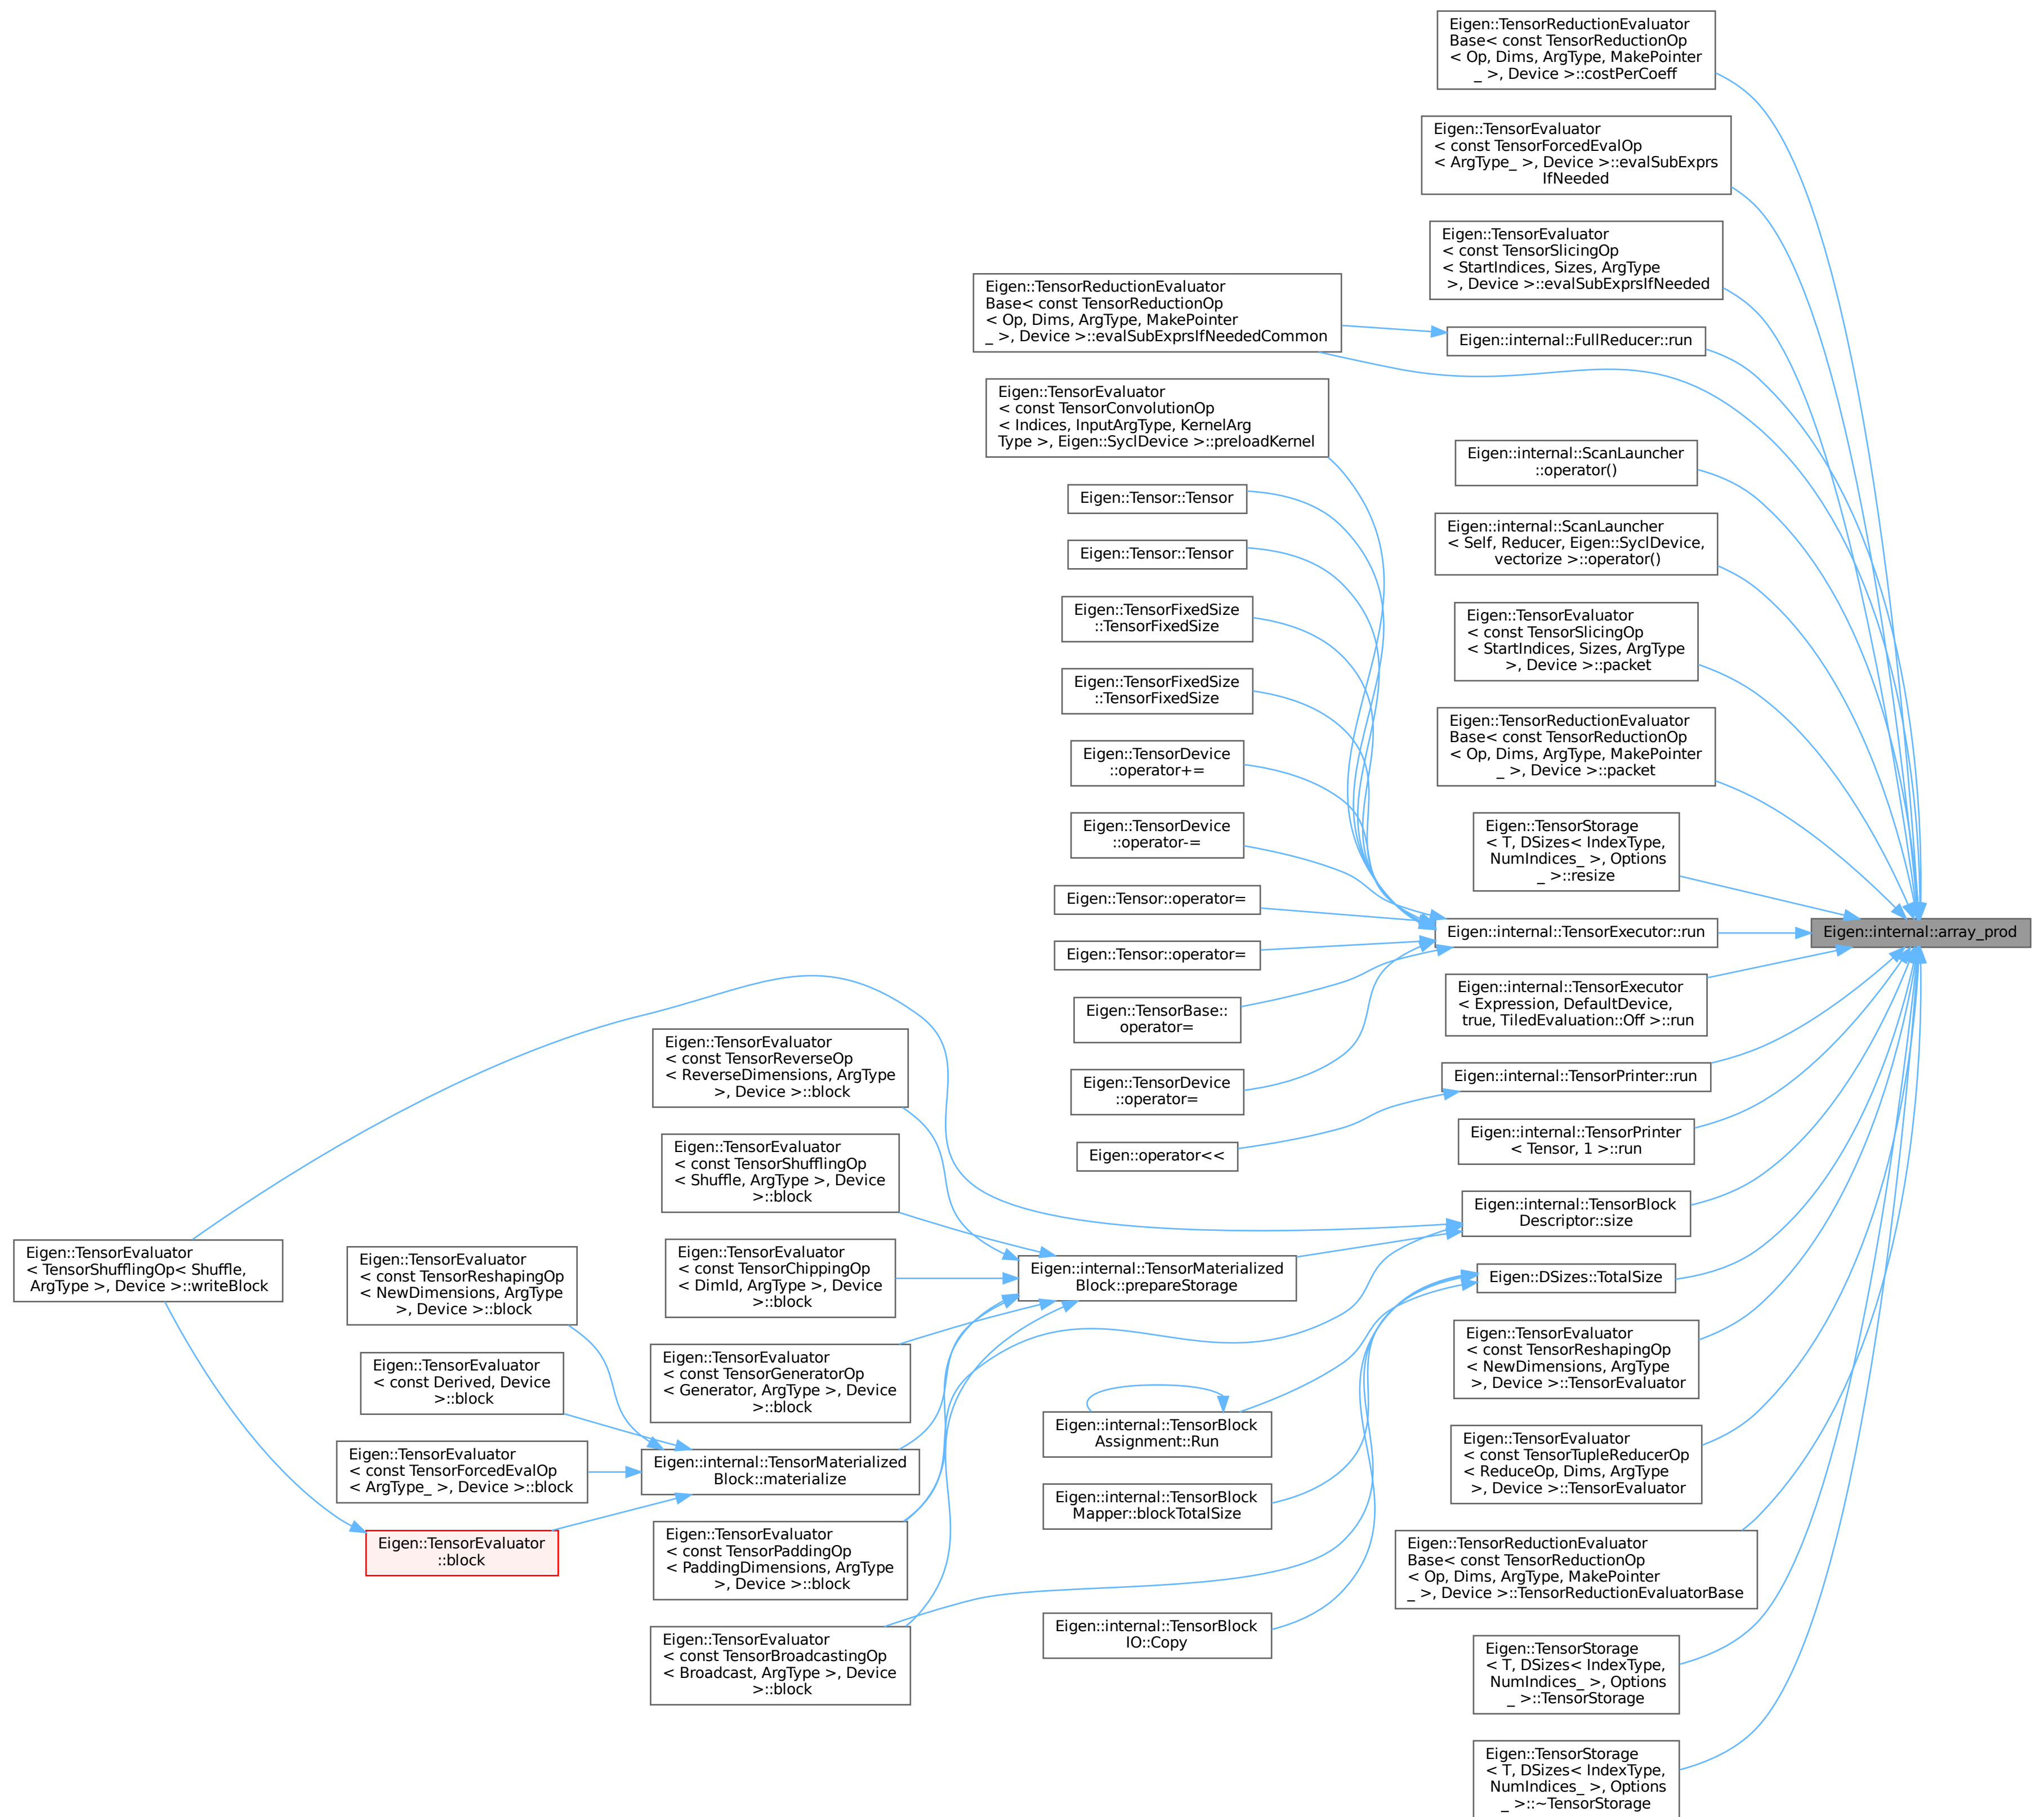 Eigen::TensorReductionEvaluator
Base< const TensorReductionOp
< Op, Dims, ArgType, MakePointer
_ >, Device >::costPerCoeff
Eigen::TensorEvaluator
< const TensorForcedEvalOp
< ArgType_ >, Device >::evalSubExprs
IfNeeded
Eigen::TensorEvaluator
< const TensorSlicingOp
< StartIndices, Sizes, ArgType
>, Device >::evalSubExprsIfNeeded
Eigen::TensorReductionEvaluator
Base< const TensorReductionOp
< Op, Dims, ArgType, MakePointer
_ >, Device >::evalSubExprsIfNeededCommon
Eigen::internal::FullReducer::run
Eigen::TensorEvaluator
< const TensorConvolutionOp
< Indices, InputArgType, KernelArg
Type >, Eigen::SyclDevice >::preloadKernel
Eigen::internal::ScanLauncher
::operator()
Eigen::Tensor::Tensor
Eigen::internal::ScanLauncher
< Self, Reducer, Eigen::SyclDevice,
vectorize >::operator()
Eigen::Tensor::Tensor
Eigen::TensorFixedSize
::TensorFixedSize
Eigen::TensorEvaluator
< const TensorSlicingOp
< StartIndices, Sizes, ArgType
>, Device >::packet
Eigen::TensorFixedSize
::TensorFixedSize
Eigen::TensorReductionEvaluator
Base< const TensorReductionOp
< Op, Dims, ArgType, MakePointer
_ >, Device >::packet
Eigen::TensorDevice
::operator+=
Eigen::TensorDevice
::operator-=
Eigen::TensorStorage
< T, DSizes< IndexType,
NumIndices_ >, Options
_ >::resize
Eigen::Tensor::operator=
Eigen::internal::TensorExecutor::run
Eigen::internal::array_prod
Eigen::Tensor::operator=
Eigen::internal::TensorExecutor
< Expression, DefaultDevice,
true, TiledEvaluation::Off >::run
Eigen::TensorBase::
operator=
Eigen::TensorEvaluator
< const TensorReverseOp
< ReverseDimensions, ArgType
>, Device >::block
Eigen::internal::TensorPrinter::run
Eigen::TensorDevice
::operator=
Eigen::internal::TensorPrinter
< Tensor, 1 >::run
Eigen::operator<<
Eigen::TensorEvaluator
< const TensorShufflingOp
< Shuffle, ArgType >, Device
>::block
Eigen::internal::TensorBlock
Descriptor::size
Eigen::TensorEvaluator
< TensorShufflingOp< Shuffle,
ArgType >, Device >::writeBlock
Eigen::TensorEvaluator
< const TensorReshapingOp
< NewDimensions, ArgType
>, Device >::block
Eigen::TensorEvaluator
< const TensorChippingOp
< DimId, ArgType >, Device
>::block
Eigen::internal::TensorMaterialized
Block::prepareStorage
Eigen::DSizes::TotalSize
Eigen::TensorEvaluator
< const TensorReshapingOp
< NewDimensions, ArgType
>, Device >::TensorEvaluator
Eigen::TensorEvaluator
< const Derived, Device
>::block
Eigen::TensorEvaluator
< const TensorGeneratorOp
< Generator, ArgType >, Device
>::block
Eigen::internal::TensorBlock
Assignment::Run
Eigen::TensorEvaluator
< const TensorTupleReducerOp
< ReduceOp, Dims, ArgType
>, Device >::TensorEvaluator
Eigen::TensorEvaluator
< const TensorForcedEvalOp
< ArgType_ >, Device >::block
Eigen::internal::TensorMaterialized
Block::materialize
Eigen::internal::TensorBlock
Mapper::blockTotalSize
Eigen::TensorEvaluator
::block
Eigen::TensorEvaluator
< const TensorPaddingOp
< PaddingDimensions, ArgType
>, Device >::block
Eigen::TensorReductionEvaluator
Base< const TensorReductionOp
< Op, Dims, ArgType, MakePointer
_ >, Device >::TensorReductionEvaluatorBase
Eigen::TensorEvaluator
< const TensorBroadcastingOp
< Broadcast, ArgType >, Device
>::block
Eigen::internal::TensorBlock
IO::Copy
Eigen::TensorStorage
< T, DSizes< IndexType,
NumIndices_ >, Options
_ >::TensorStorage
Eigen::TensorStorage
< T, DSizes< IndexType,
NumIndices_ >, Options
_ >::~TensorStorage